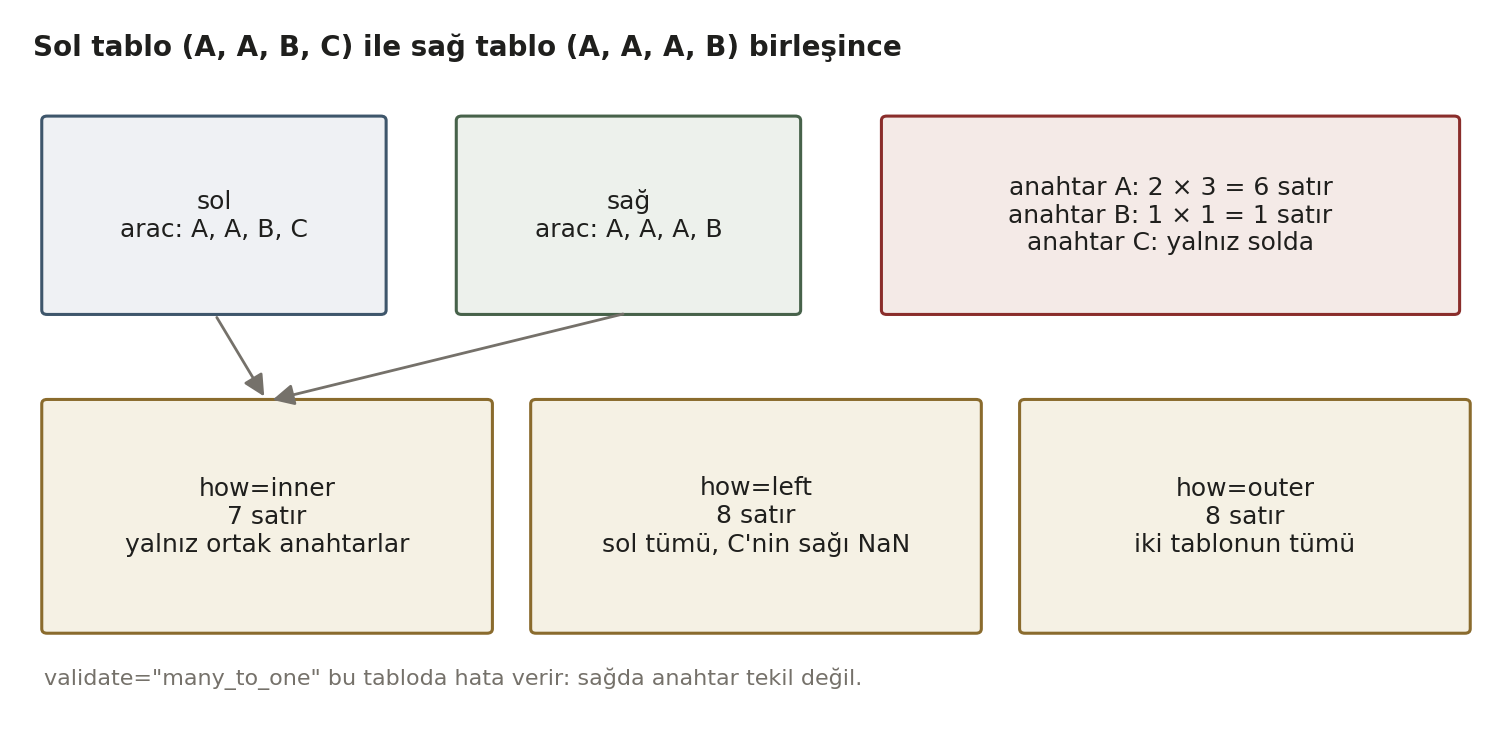 Sol tablo (A, A, B, C) ile sağ tablo (A, A, A, B) birleşince
sol
arac: A, A, B, C
sağ
arac: A, A, A, B
anahtar A: 2 × 3 = 6 satır
anahtar B: 1 × 1 = 1 satır
anahtar C: yalnız solda
how=inner
7 satır
yalnız ortak anahtarlar
how=left
8 satır
sol tümü, C'nin sağı NaN
how=outer
8 satır
iki tablonun tümü
validate="many_to_one" bu tabloda hata verir: sağda anahtar tekil değil.